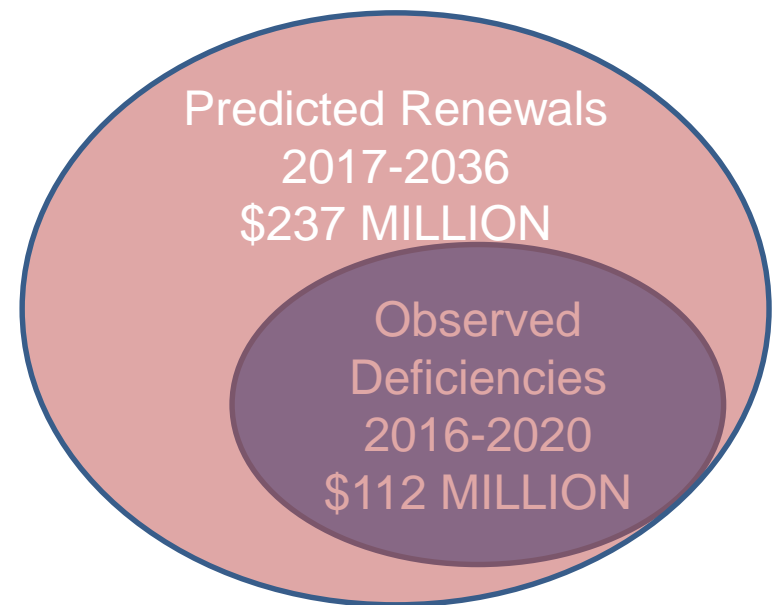 Predicted Renewals
2017-2036
$237 MILLION
Observed
Deficiencies
2016-2020
$112 MILLION